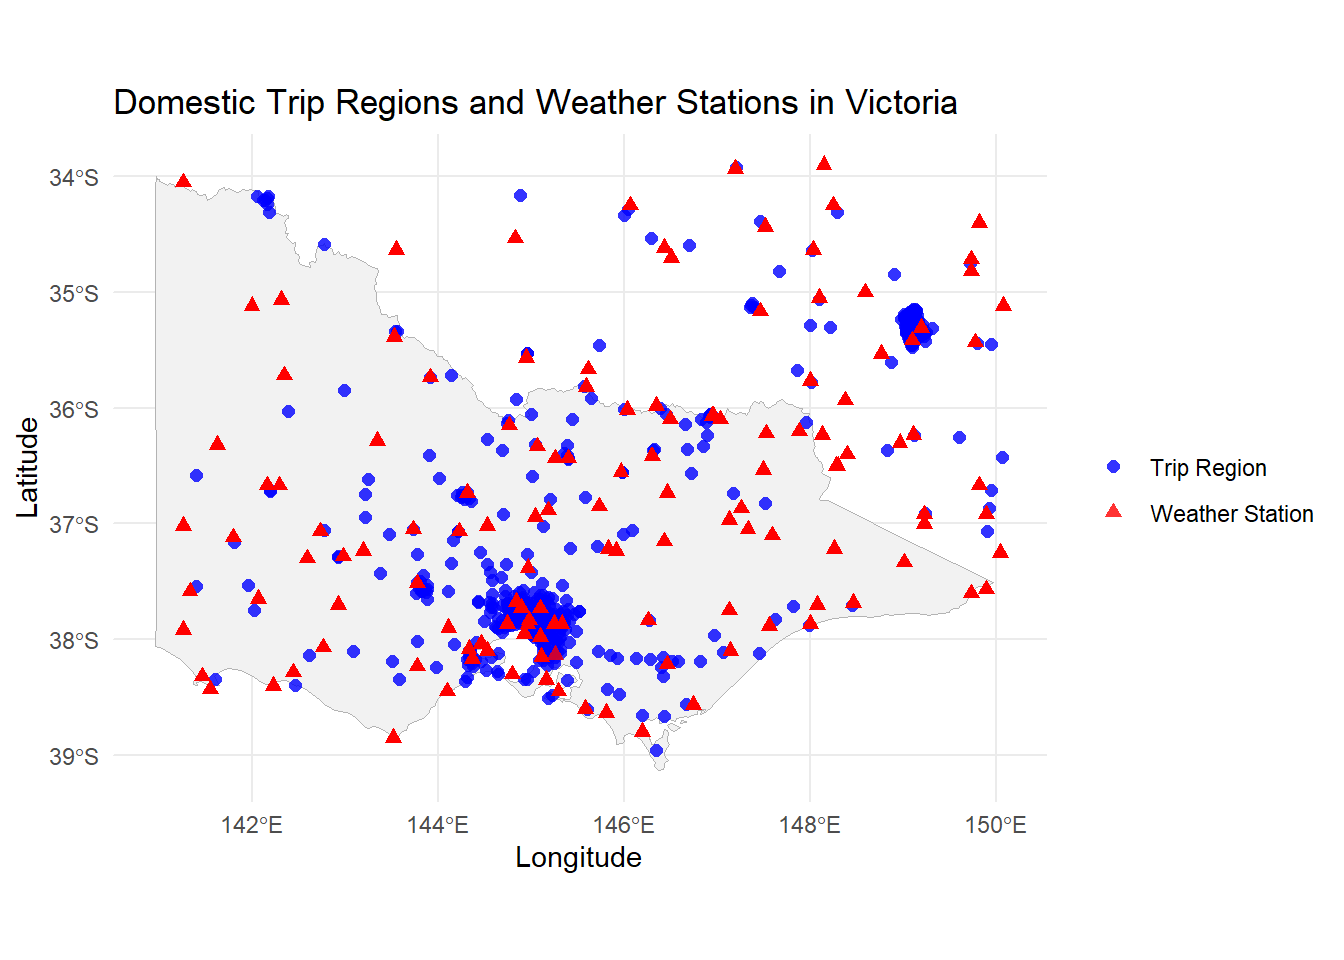 Domestic Trip Regions and Weather Stations in Victoria
34°S
35°S
36°S
37°S
38°S
39°S
Latitude
142°E
144°E
146°E
148°E
150°E
Longitude
Trip Region
Weather Station